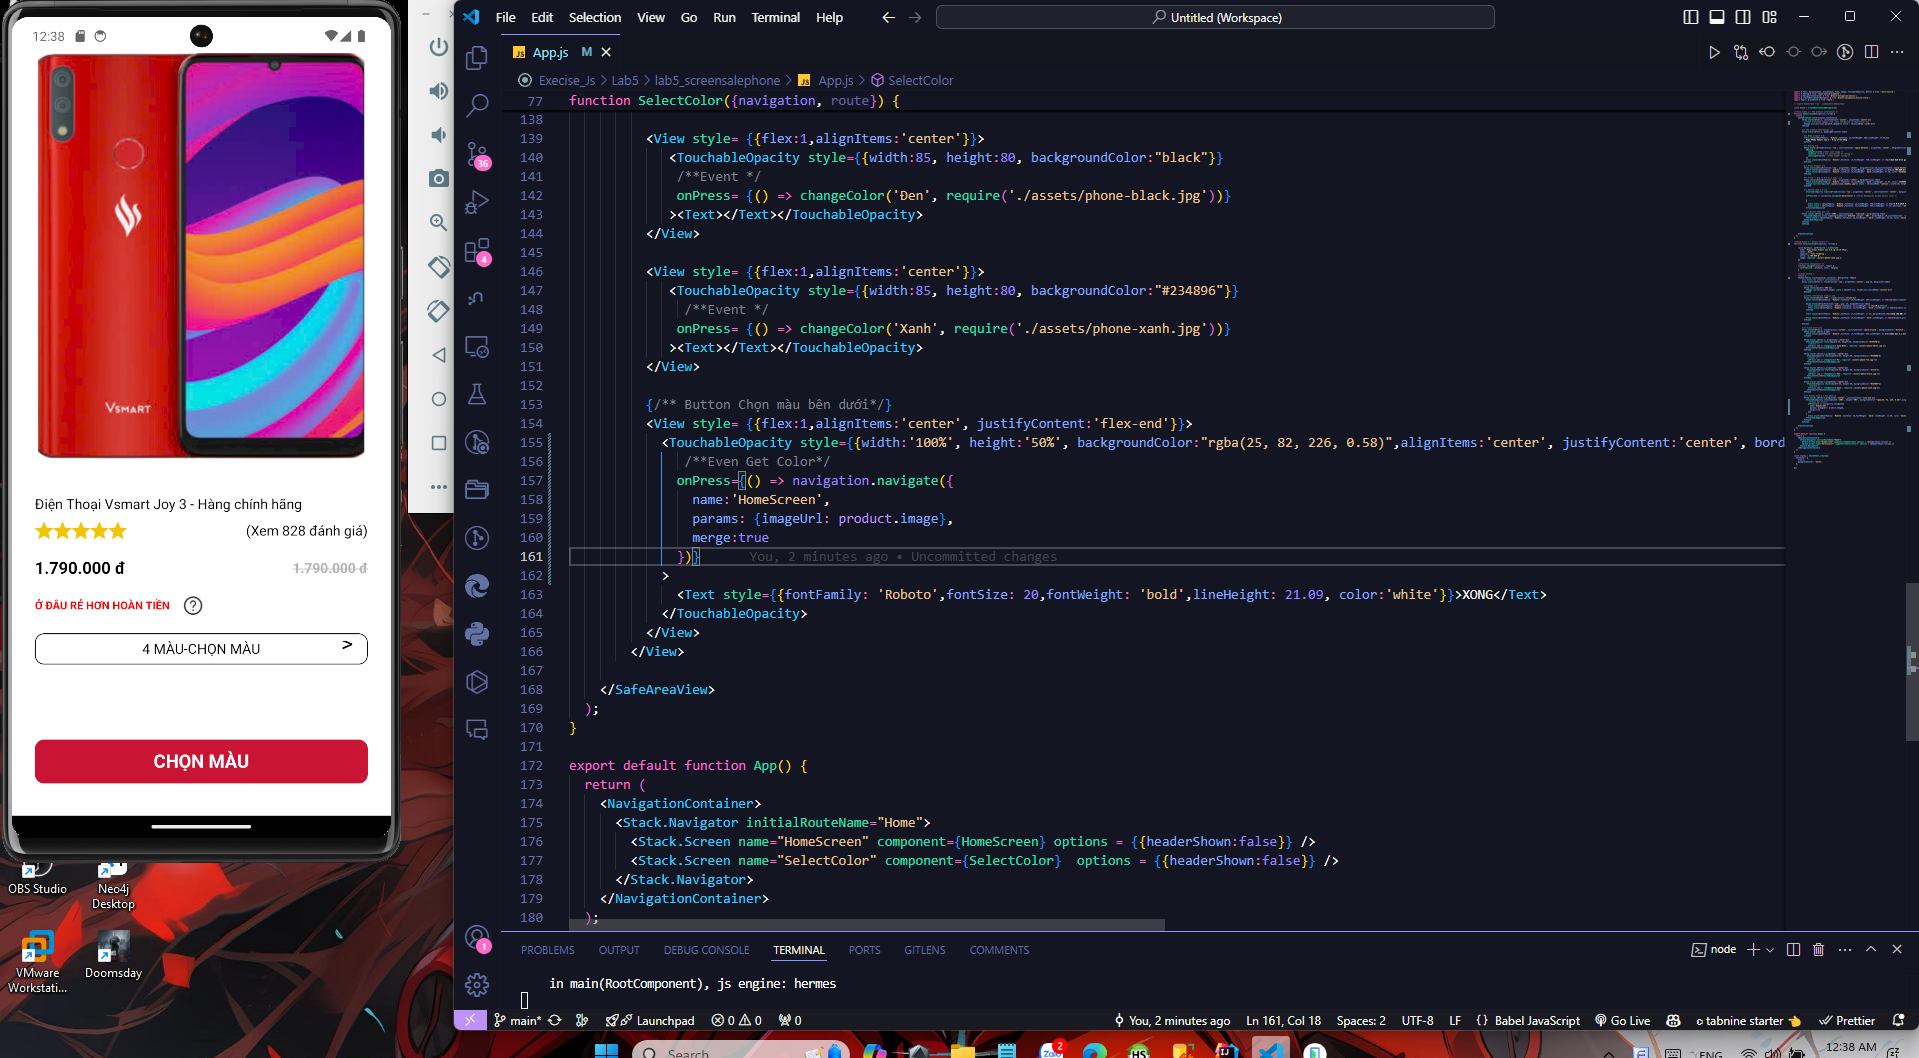 12:38
VSMART
Điện Thoại Vsmart Joy 3 - Hàng chính hãng
(Xem 828 đánh giá)
1.790.000 đ
1.790.000 đ
Ở ĐÂU RẺ HƠN HOÀN TIỀN
?
4 MÀU-CHỌN MÀU
>
CHỌN MÀU
OBS Studio
Neo4j Desktop
VMware Workstati...
Doomsday
File Edit Selection View Go Run Terminal Help
Untitled (Workspace)
JS App.js M
Execise_Js > Lab5 > lab5_screensalephone > JS App.js > SelectColor
36
4
1
77 function SelectColor({navigation, route}) {
138
139 <View style= {{flex:1,alignItems:'center'}}>
140 <TouchableOpacity style={{width:85, height:80, backgroundColor:"black"}}
141 /**Event */
142 onPress= {() => changeColor('Đen', require('./assets/phone-black.jpg'))}
143 ><Text></Text></TouchableOpacity>
144 </View>
145
146 <View style= {{flex:1,alignItems:'center'}}>
147 <TouchableOpacity style={{width:85, height:80, backgroundColor:"#234896"}}
148 /**Event */
149 onPress= {() => changeColor('Xanh', require('./assets/phone-xanh.jpg'))}
150 ><Text></Text></TouchableOpacity>
151 </View>
152
153 {/** Button Chọn màu bên dưới*/}
154 <View style= {{flex:1,alignItems:'center', justifyContent:'flex-end'}}>
155 <TouchableOpacity style={{width:'100%', height:'50%', backgroundColor:"rgba(25, 82, 226, 0.58)",alignItems:'center', justifyContent:'center', bord
156 /**Even Get Color*/
157 onPress={() => navigation.navigate({
158 name:'HomeScreen',
159 params: {imageUrl: product.image},
160 merge:true
161 })} You, 2 minutes ago • Uncommitted changes
162 >
163 <Text style={{fontFamily: 'Roboto',fontSize: 20,fontWeight: 'bold',lineHeight: 21.09, color:'white'}}>XONG</Text>
164 </TouchableOpacity>
165 </View>
166 </View>
167
168 </SafeAreaView>
169 );
170 }
171
172 export default function App() {
173 return (
174 <NavigationContainer>
175 <Stack.Navigator initialRouteName="Home">
176 <Stack.Screen name="HomeScreen" component={HomeScreen} options = {{headerShown:false}} />
177 <Stack.Screen name="SelectColor" component={SelectColor} options = {{headerShown:false}} />
178 </Stack.Navigator>
179 </NavigationContainer>
180 );
PROBLEMS OUTPUT DEBUG CONSOLE TERMINAL PORTS GITLENS COMMENTS
node
in main(RootComponent), js engine: hermes
main* Launchpad 0 0 0
You, 2 minutes ago Ln 161, Col 18 Spaces: 2 UTF-8 LF {} Babel JavaScript Go Live tabnine starter Prettier
Search
2
ENG
12:38 AM